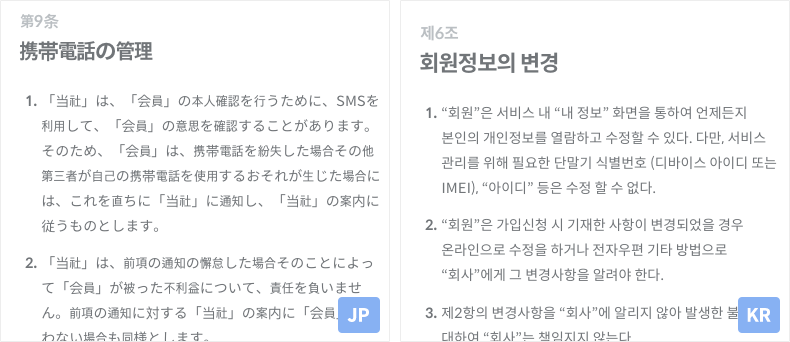 第9条
携帯電話の管理
1. 「当社」は、「会員」の本人確認を行うために、SMSを
利用して、「会員」の意思を確認することがあります。
そのため、「会員」は、携帯電話を紛失した場合その他
第三者が自己の携帯電話を使用するおそれが生じた場合に
は、これを直ちに「当社」に通知し、「当社」の案内に
従うものとします。
2. 「当社」は、前項の通知の懈怠した場合そのことによっ
て「会員」が被った不利益について、責任を負いませ
ん。前項の通知に対する「当社」の案内に「会員
わない場合も同様とします。
JP
제6조
회원정보의 변경
1. “회원”은 서비스 내 “내 정보” 화면을 통하여 언제든지
본인의 개인정보를 열람하고 수정할 수 있다. 다만, 서비스
관리를 위해 필요한 단말기 식별번호 (디바이스 아이디 또는
IMEI), “아이디” 등은 수정 할 수 없다.
2. “회원”은 가입신청 시 기재한 사항이 변경되었을 경우
온라인으로 수정을 하거나 전자우편 기타 방법으로
“회사”에게 그 변경사항을 알려야 한다.
3. 제2항의 변경사항을 “회사”에 알리지 않아 발생한 불
대하여 “회사”는 책임지지 않는다
KR